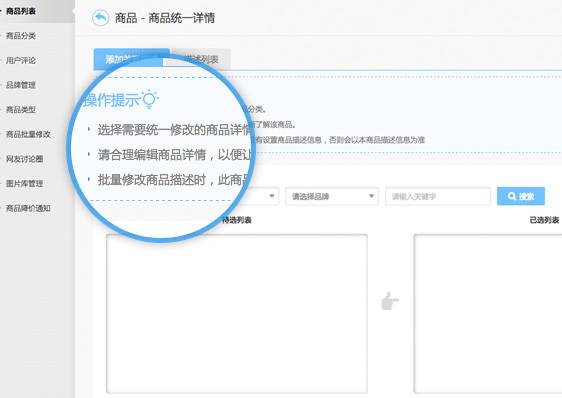 商品列表
商品 - 商品统一详情
商品分类
用户评论
品牌管理
商品类型
商品批量修改
网友讨论圈
图片库管理
商品降价通知
添加
描述列表
操作提示
选择需要统一修改的商品详情
分类。
请合理编辑商品详情，以便让
了解该商品。
批量修改商品描述时，此商品
有设置商品描述信息，否则会以本商品描述信息为准
请选择品牌
请输入关键字
搜索
待选列表
已选列表